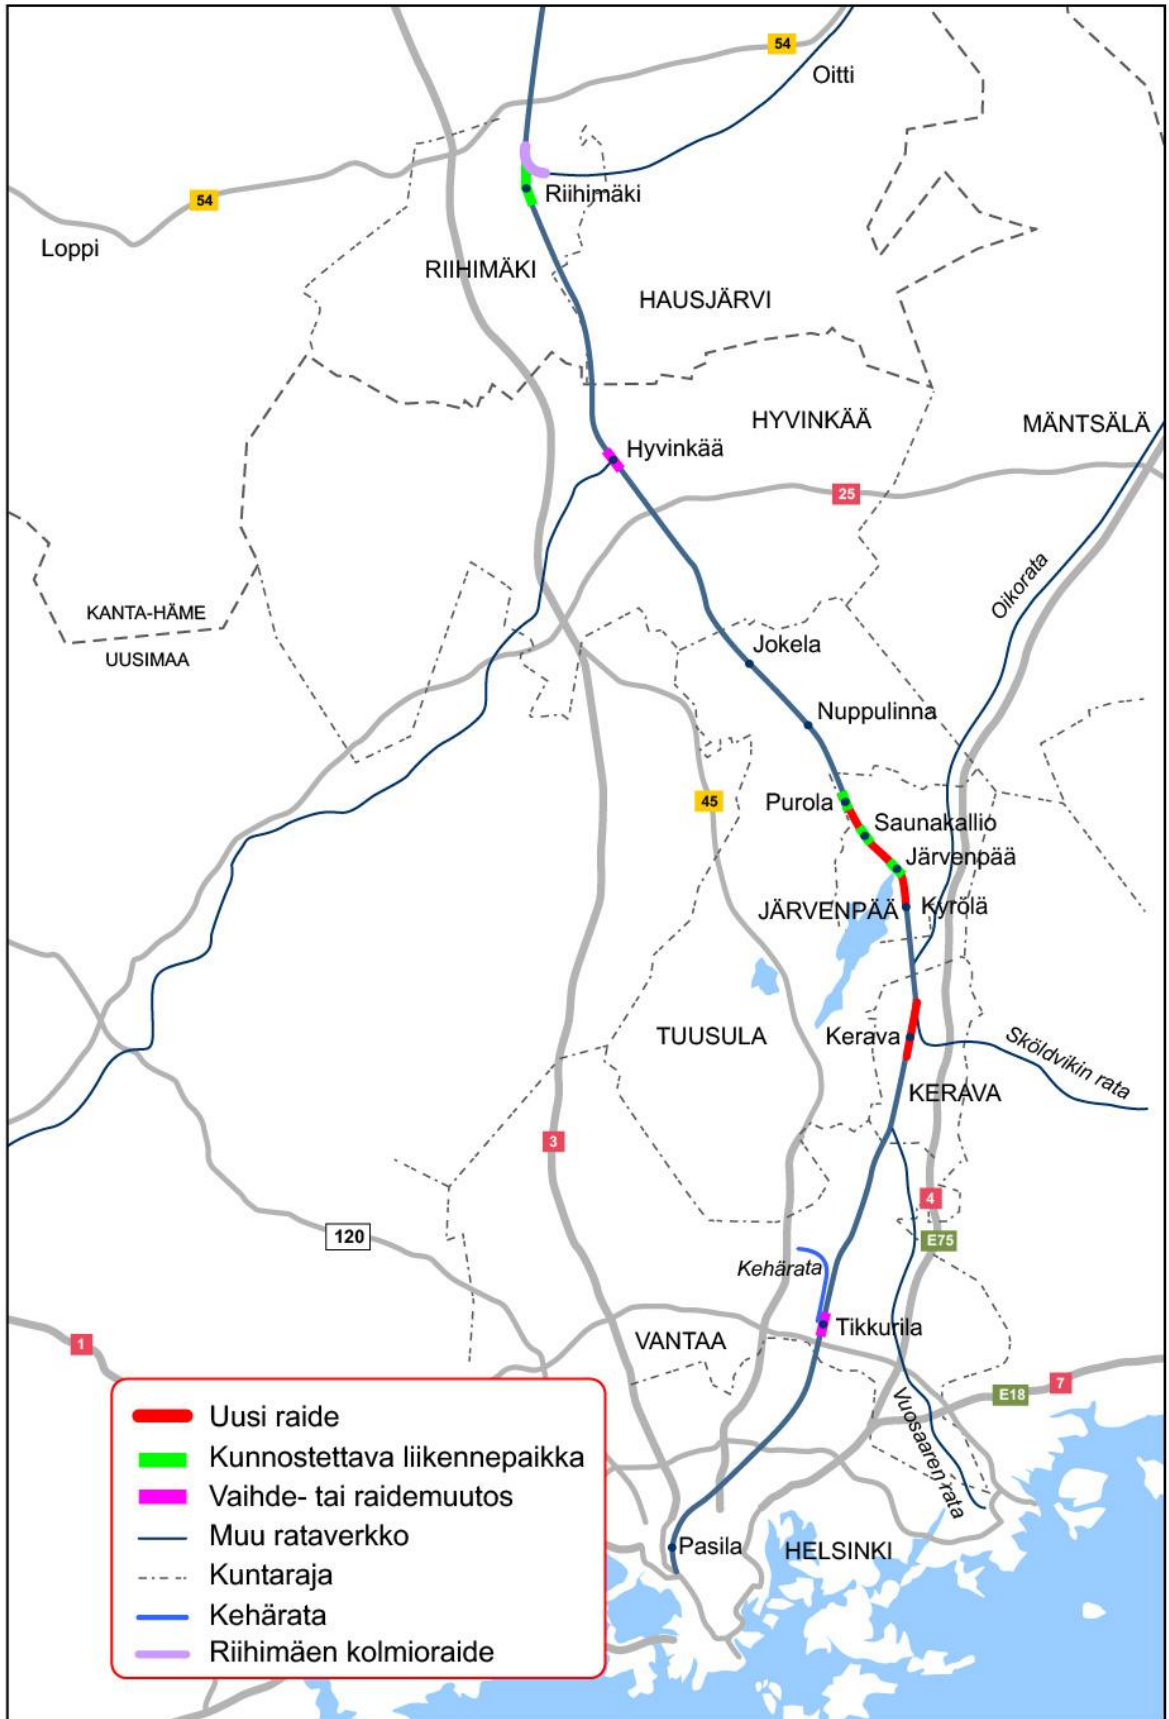 54
Oitti
54
Riihimäki
Loppi
RIIHIMÄKI
HAUSJÄRVI
HYVINKÄÄ
MÄNTSÄLÄ
Hyvinkää
25
Oikorata
KANTA-HÄME
UUSIMAA
Jokela
Nuppulinna
45
Purola
Saunakallio
Järvenpää
JÄRVENPÄÄ
Kyrölä
TUUSULA
Kerava
Sköldvikin rata
KERAVA
3
4
120
E75
Kehärata
Tikkurila
1
VANTAA
E18
7
Vuosaaren rata
Uusi raide
Kunnostettava liikennepaikka
Vaihde- tai raidemuutos
Muu rataverkko
Kuntaraja
Kehärata
Riihimäen kolmioraide
Pasila
HELSINKI